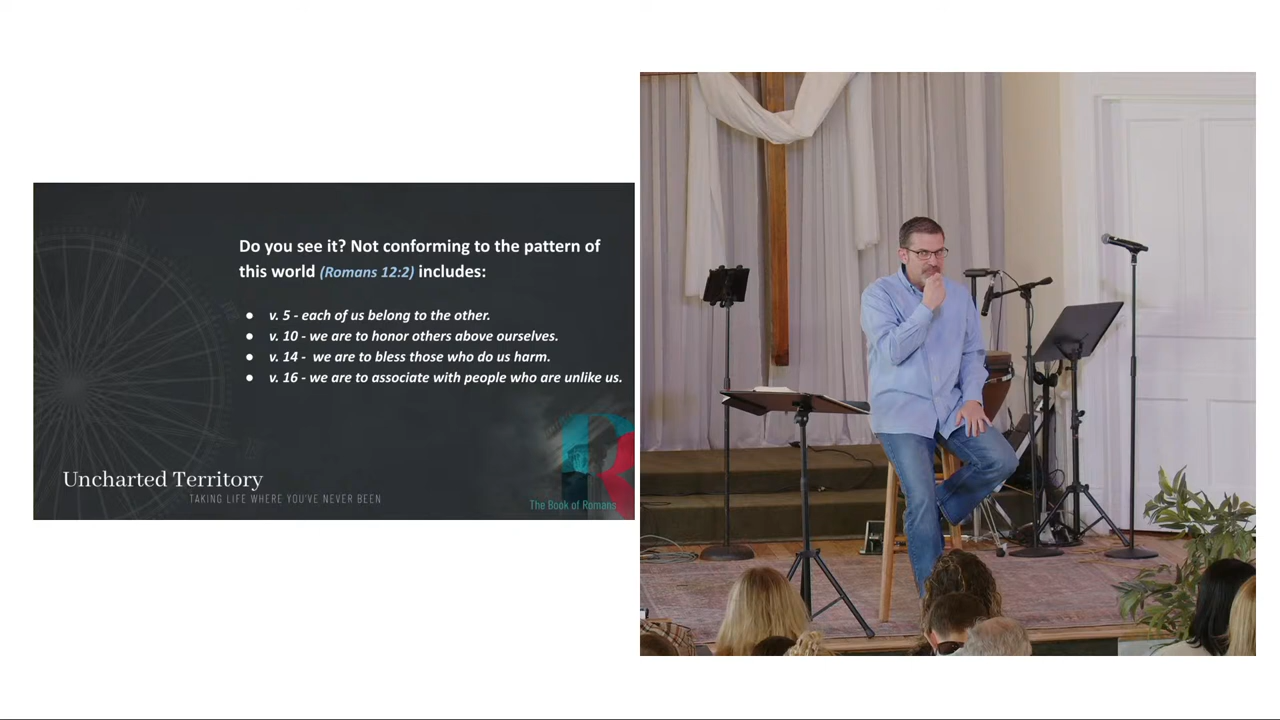 Do you see it? Not conforming to the pattern of
this world (Romans 12:2) includes:
● v. 5 - each of us belong to the other.
● v. 10 - we are to honor others above ourselves.
● v. 14 - we are to bless those who do us harm.
● v. 16 - we are to associate with people who are unlike us.
Uncharted Territory
TAKING LIFE WHERE YOU'VE NEVER BEEN
The Book of Romans